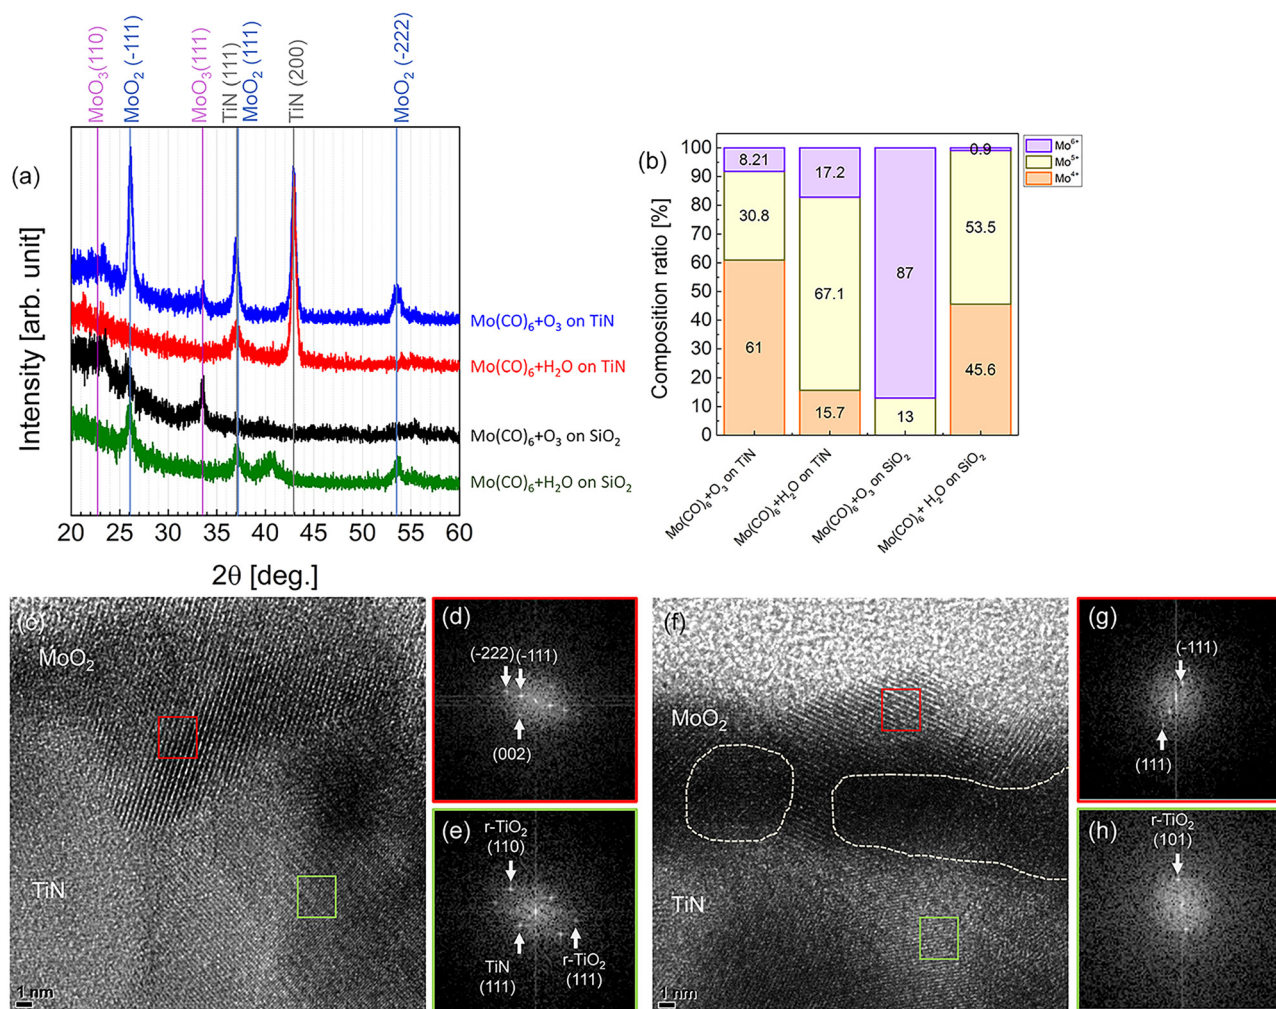 MoO3(110)
MoO2 (-111)
MoO3(111)
TiN (111)
MoO2 (111)
TiN (200)
MoO2 (-222)
(a)
Intensity [arb. unit]
Mo(CO)6+O3 on TiN
Mo(CO)6+H2O on TiN
Mo(CO)6+O3 on SiO2
Mo(CO)6+H2O on SiO2
20 25 30 35 40 45 50 55 60
2θ [deg.]
(b)
Composition ratio [%]
100
90
80
70
60
50
40
30
20
10
0
8.21
30.8
61
17.2
67.1
15.7
87
13
0.9
53.5
45.6
Mo6+
Mo5+
Mo4+
Mo(CO)6+O3 on TiN
Mo(CO)6+H2O on TiN
Mo(CO)6+O3 on SiO2
Mo(CO)6+ H2O on SiO2
(c)
MoO2
TiN
1 nm
(d)
(-222) (-111)
(002)
(e)
r-TiO2
(110)
TiN
(111)
r-TiO2
(111)
(f)
MoO2
TiN
1 nm
(g)
(-111)
(111)
(h)
r-TiO2
(101)